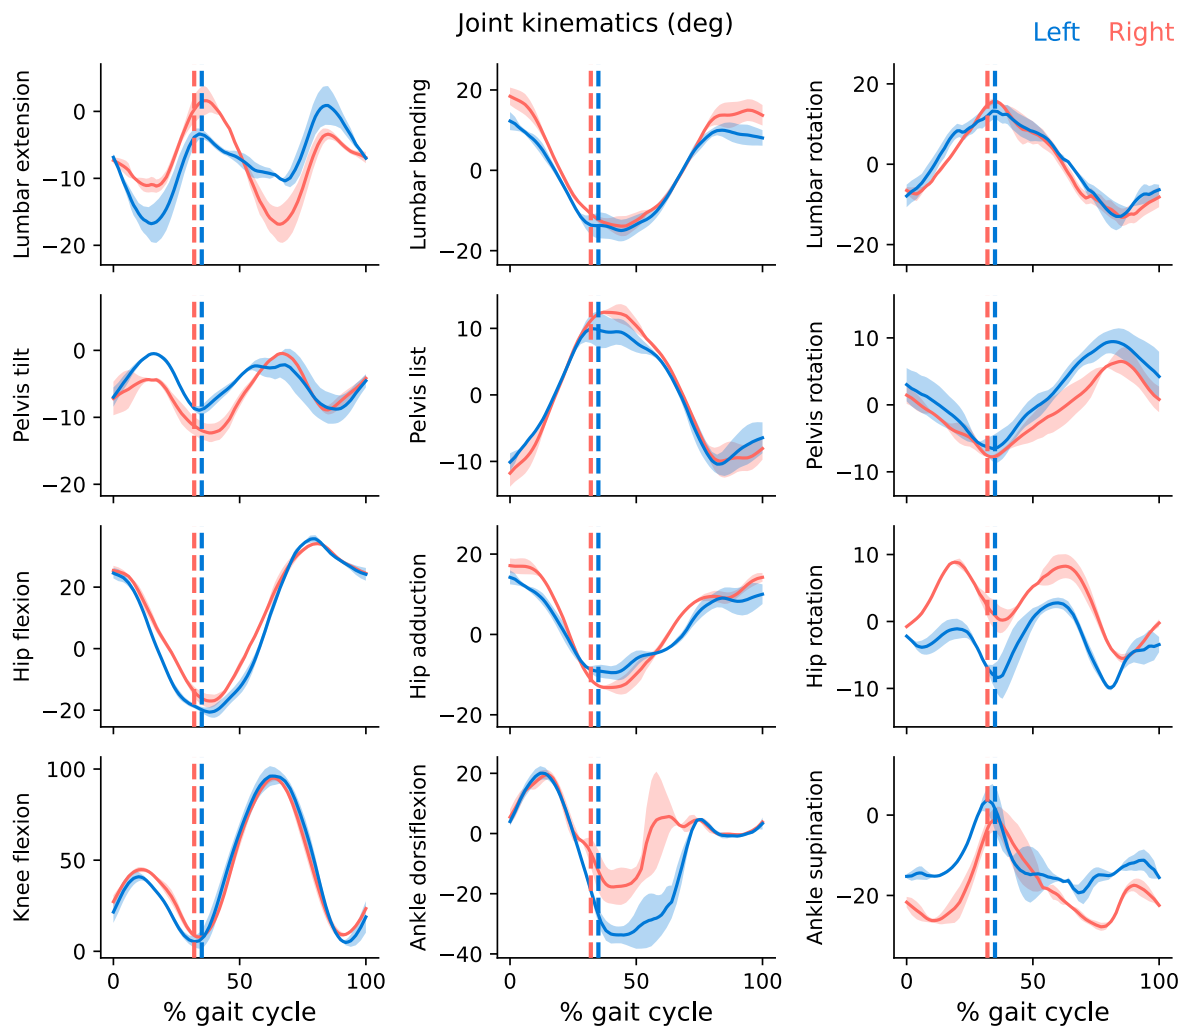 Joint kinematics (deg)
Left Right
Lumbar extension
0
−10
−20
Lumbar bending
20
0
−20
Lumbar rotation
20
0
−20
Pelvis tilt
0
−10
−20
Pelvis list
10
0
−10
Pelvis rotation
10
0
−10
Hip flexion
20
0
−20
Hip adduction
20
0
−20
Hip rotation
10
0
−10
Knee flexion
100
50
0
Ankle dorsiflexion
20
0
−20
−40
Ankle supination
0
−20
0 50 100
0 50 100
0 50 100
% gait cycle
% gait cycle
% gait cycle